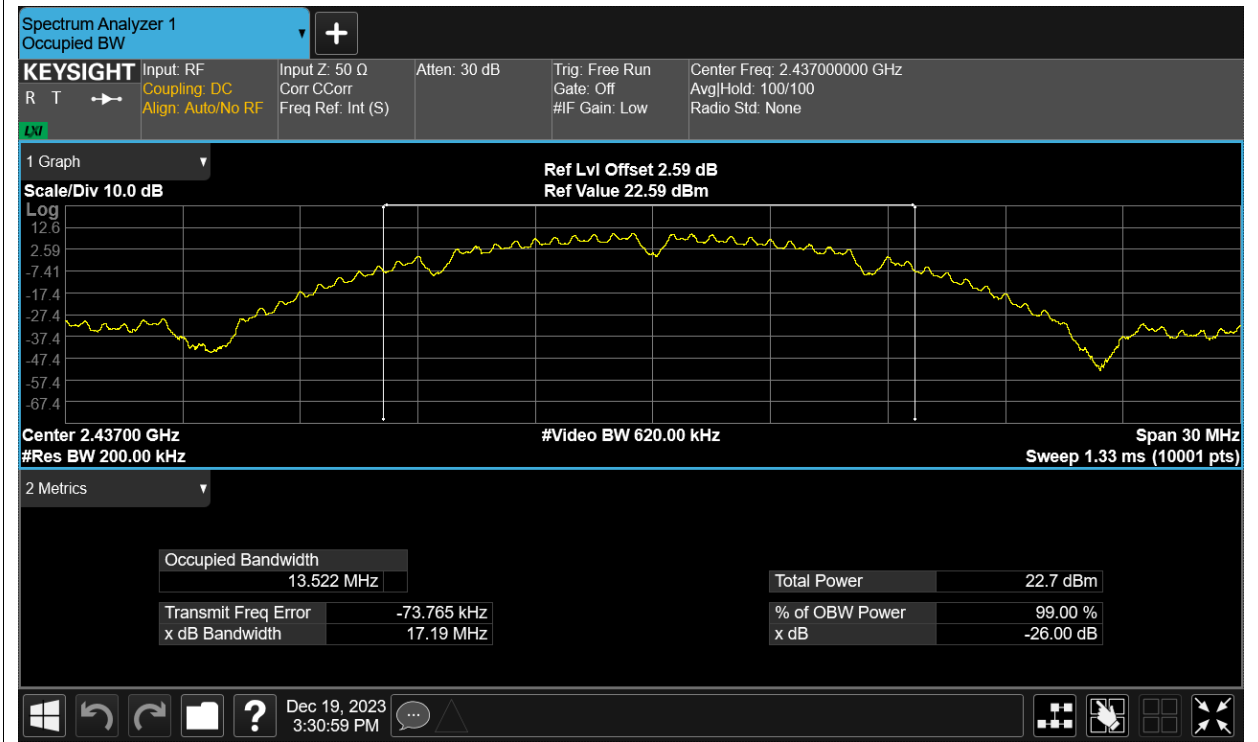 Spectrum Analyzer 1
Occupied BW
▼
+
KEYSIGHT
R T
LXI
Input: RF
Coupling: DC
Align: Auto/No RF
Input Z: 50 Ω
Corr CCorr
Freq Ref: Int (S)
Atten: 30 dB
Trig: Free Run
Gate: Off
#IF Gain: Low
Center Freq: 2.437000000 GHz
Avg|Hold: 100/100
Radio Std: None
1 Graph ▼
Ref Lvl Offset 2.59 dB
Scale/Div 10.0 dB Ref Value 22.59 dBm
Log
12.6
2.59
-7.41
-17.4
-27.4
-37.4
-47.4
-57.4
-67.4
Center 2.43700 GHz #Video BW 620.00 kHz Span 30 MHz
#Res BW 200.00 kHz Sweep 1.33 ms (10001 pts)
2 Metrics ▼
Occupied Bandwidth
13.522 MHz
Total Power 22.7 dBm
Transmit Freq Error -73.765 kHz % of OBW Power 99.00 %
x dB Bandwidth 17.19 MHz x dB -26.00 dB
?
Dec 19, 2023
3:30:59 PM